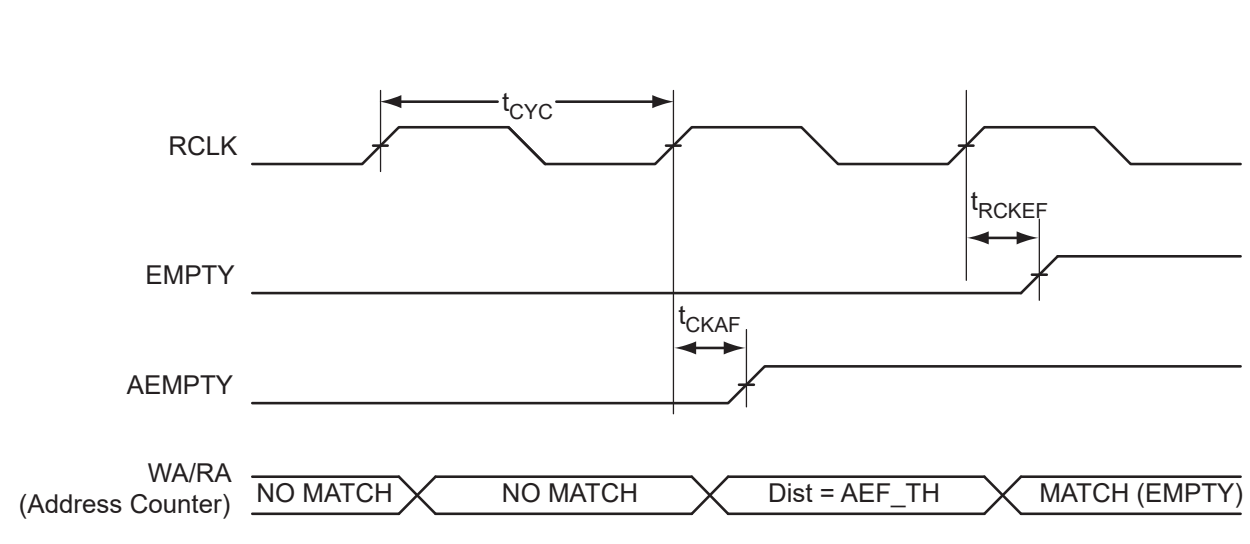 tCYC
RCLK
tRCKEF
EMPTY
tCKAF
AEMPTY
WA/RA
(Address Counter)
NO MATCH NO MATCH Dist = AEF_TH MATCH (EMPTY)